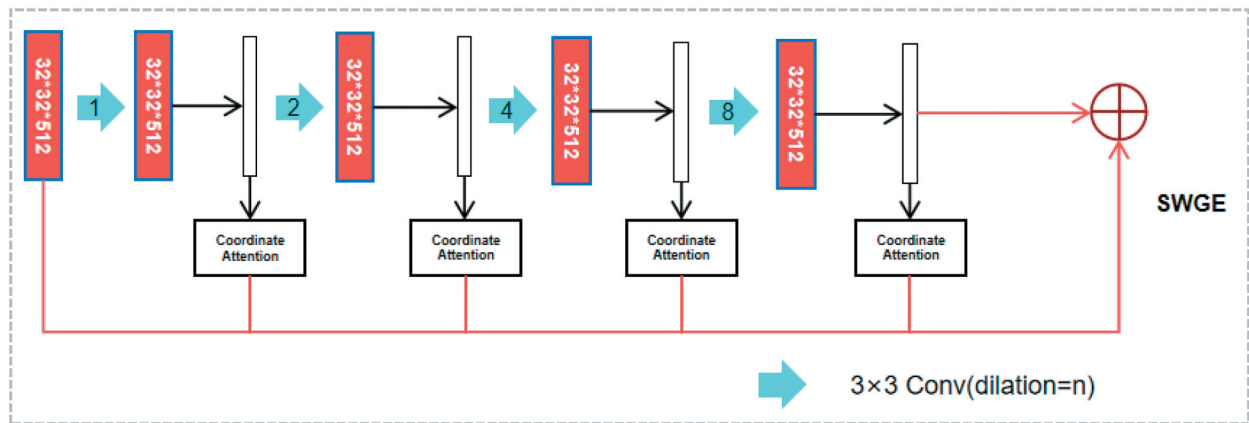 32*32*512
1
32*32*512
2
32*32*512
4
32*32*512
8
32*32*512
SWGE
Coordinate
Attention
Coordinate
Attention
Coordinate
Attention
Coordinate
Attention
3×3 Conv(dilation=n)